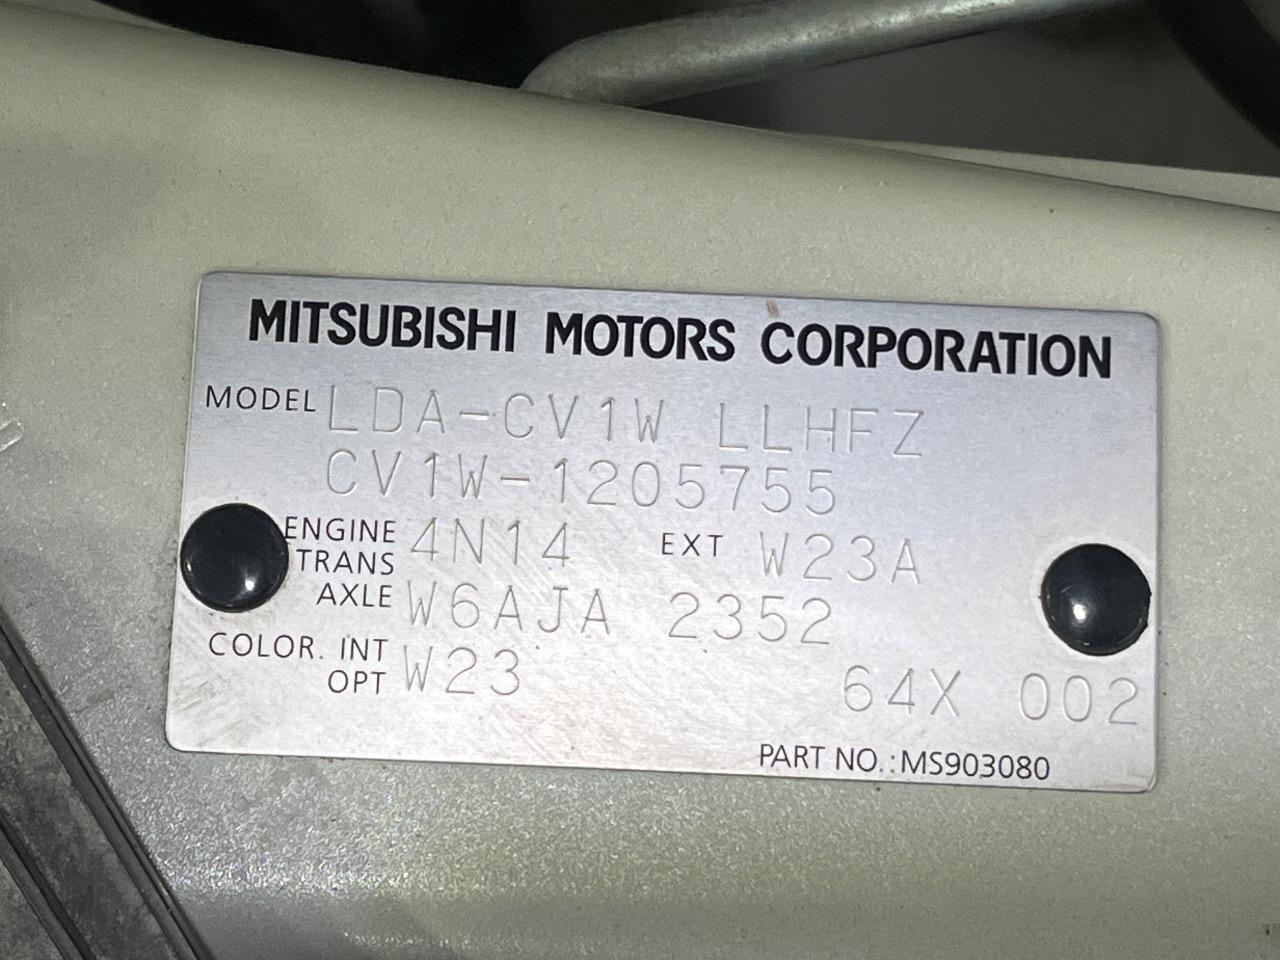 MITSUBISHI MOTORS CORPORATION
MODEL LDA-CV1W LLHFZ
CV1W-1205755
ENGINE 4N14 EXT W23A
TRANS
AXLE W6AJA 2352
COLOR. INT W23
OPT 64X 002
PART NO.:MS903080